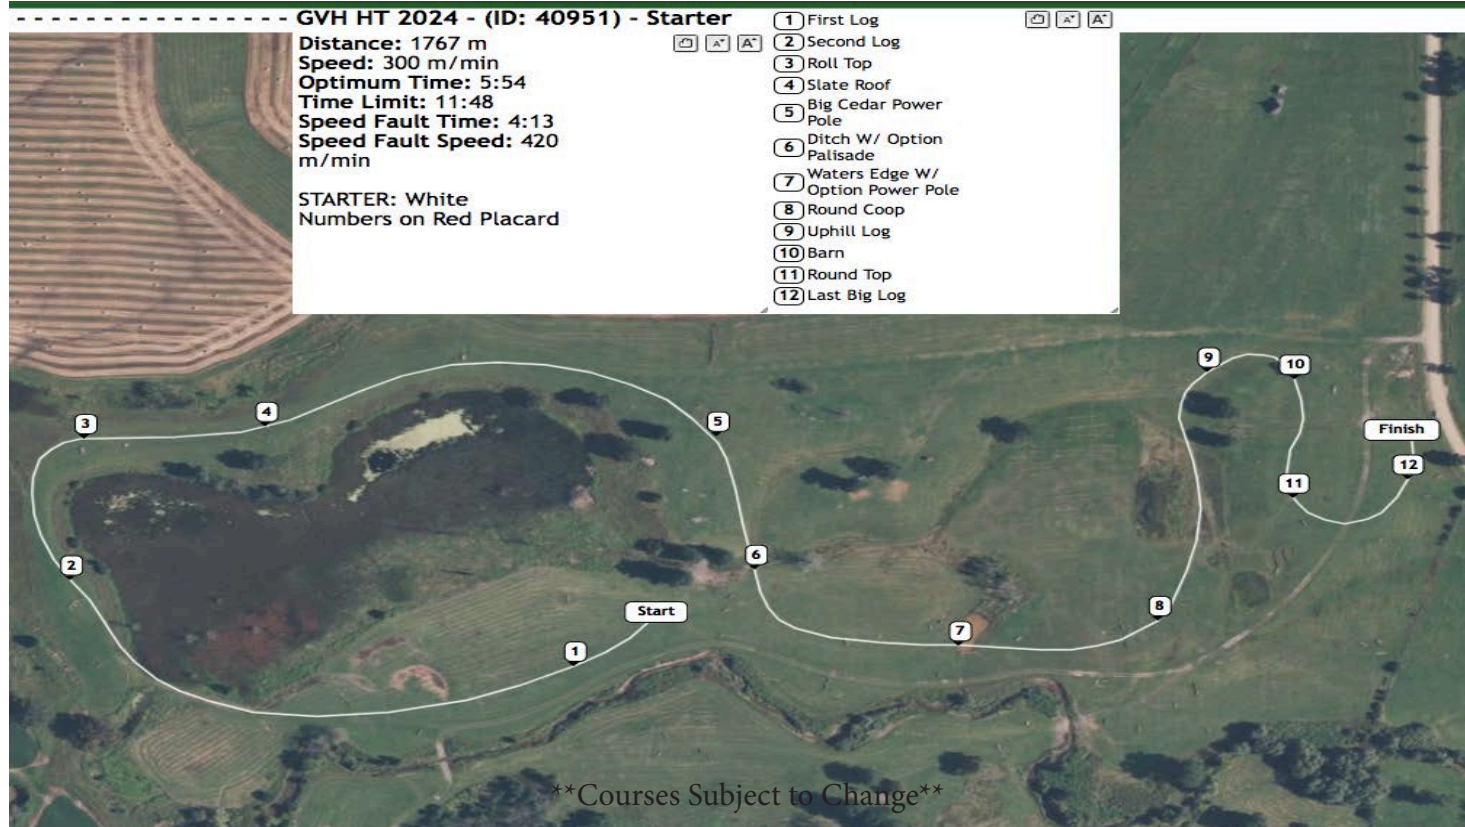 GVH HT 2024 - (ID: 40951) - Starter
Distance: 1767 m
Speed: 300 m/min
Optimum Time: 5:54
Time Limit: 11:48
Speed Fault Time: 4:13
Speed Fault Speed: 420
m/min
STARTER: White
Numbers on Red Placard
A˅ A^
1 First Log
2 Second Log
3 Roll Top
4 Slate Roof
5 Big Cedar Power
Pole
6 Ditch W/ Option
Palisade
7 Waters Edge W/
Option Power Pole
8 Round Coop
9 Uphill Log
10 Barn
11 Round Top
12 Last Big Log
A˅ A^
9
10
4
3
5
Finish
12
11
6
2
8
Start
7
1
**Courses Subject to Change**